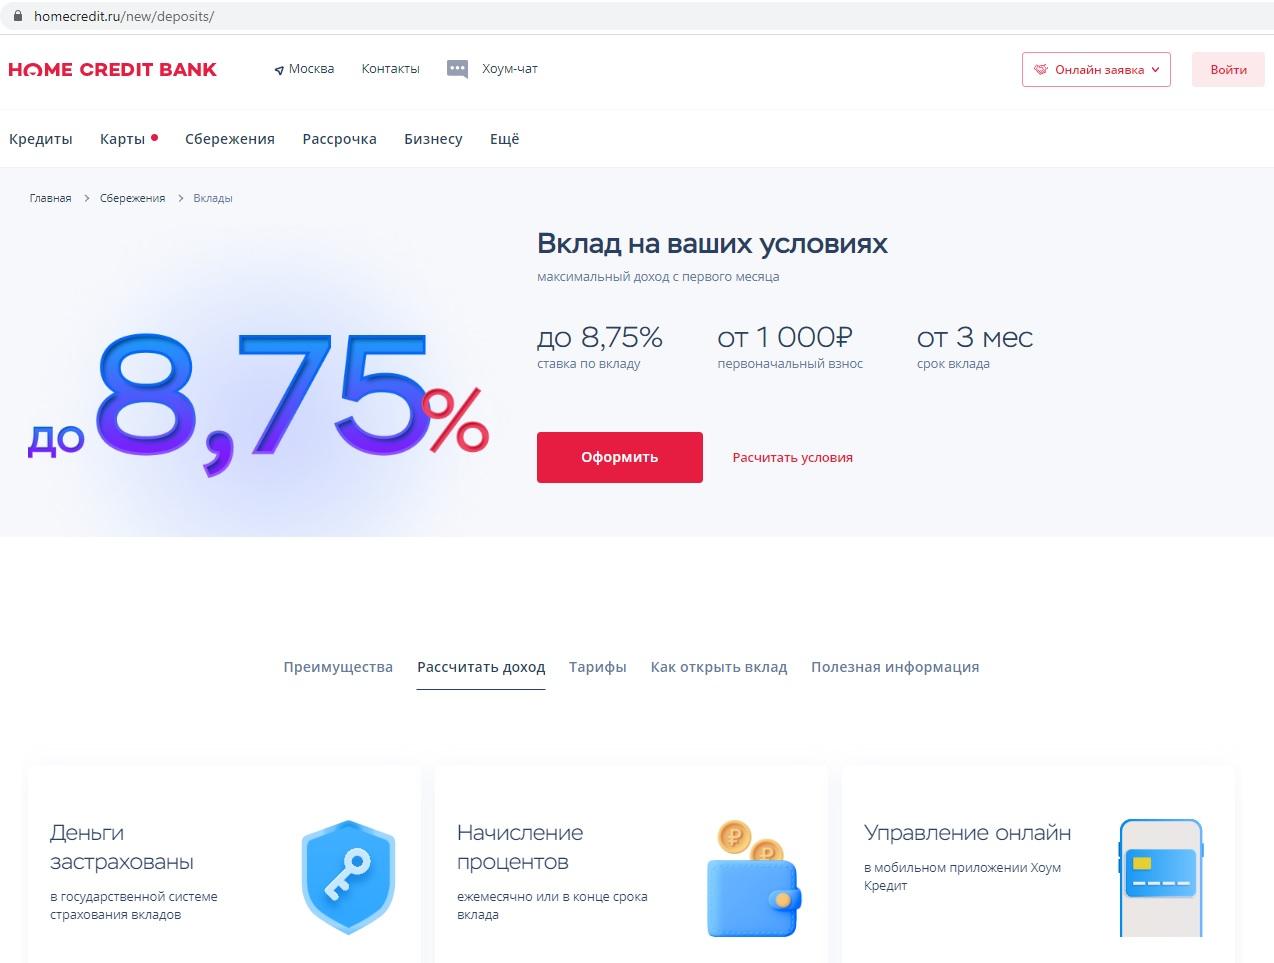 homecredit.ru/new/deposits/
HOME CREDIT BANK
Москва
Контакты
Хоум-чат
Онлайн заявка
Войти
Кредиты
Карты
Сбережения
Рассрочка
Бизнесу
Ещё
Главная
Сбережения
Вклады
до 8,75%
Вклад на ваших условиях
максимальный доход с первого месяца
до 8,75%
ставка по вкладу
от 1 000₽
первоначальный взнос
от 3 мес
срок вклада
Оформить
Расчитать условия
Преимущества
Рассчитать доход
Тарифы
Как открыть вклад
Полезная информация
Деньги
застрахованы
в государственной системе
страхования вкладов
Начисление
процентов
ежемесячно или в конце срока
вклада
Управление онлайн
в мобильном приложении Хоум
Кредит